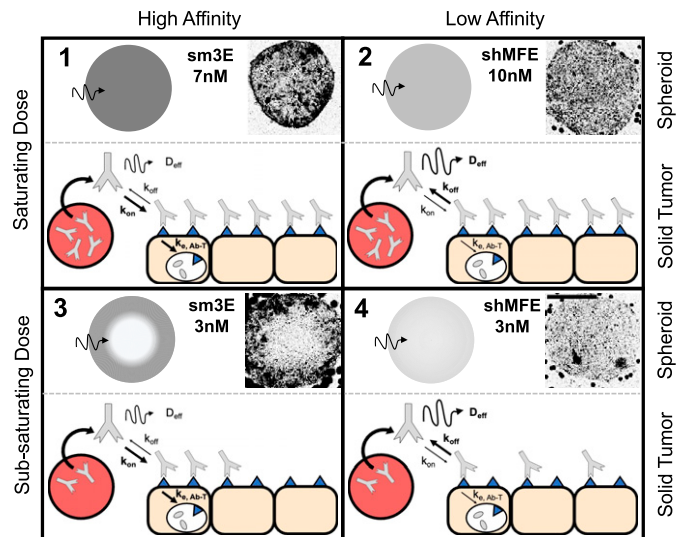 High Affinity
Low Affinity
Saturating Dose
Sub-saturating Dose
Spheroid
Solid Tumor
Spheroid
Solid Tumor
1
sm3E
7nM
Deff
koff
kon
ke, Ab-T
2
shMFE
10nM
Deff
koff
kon
ke, Ab-T
3
sm3E
3nM
Deff
koff
kon
ke, Ab-T
4
shMFE
3nM
Deff
koff
kon
ke, Ab-T